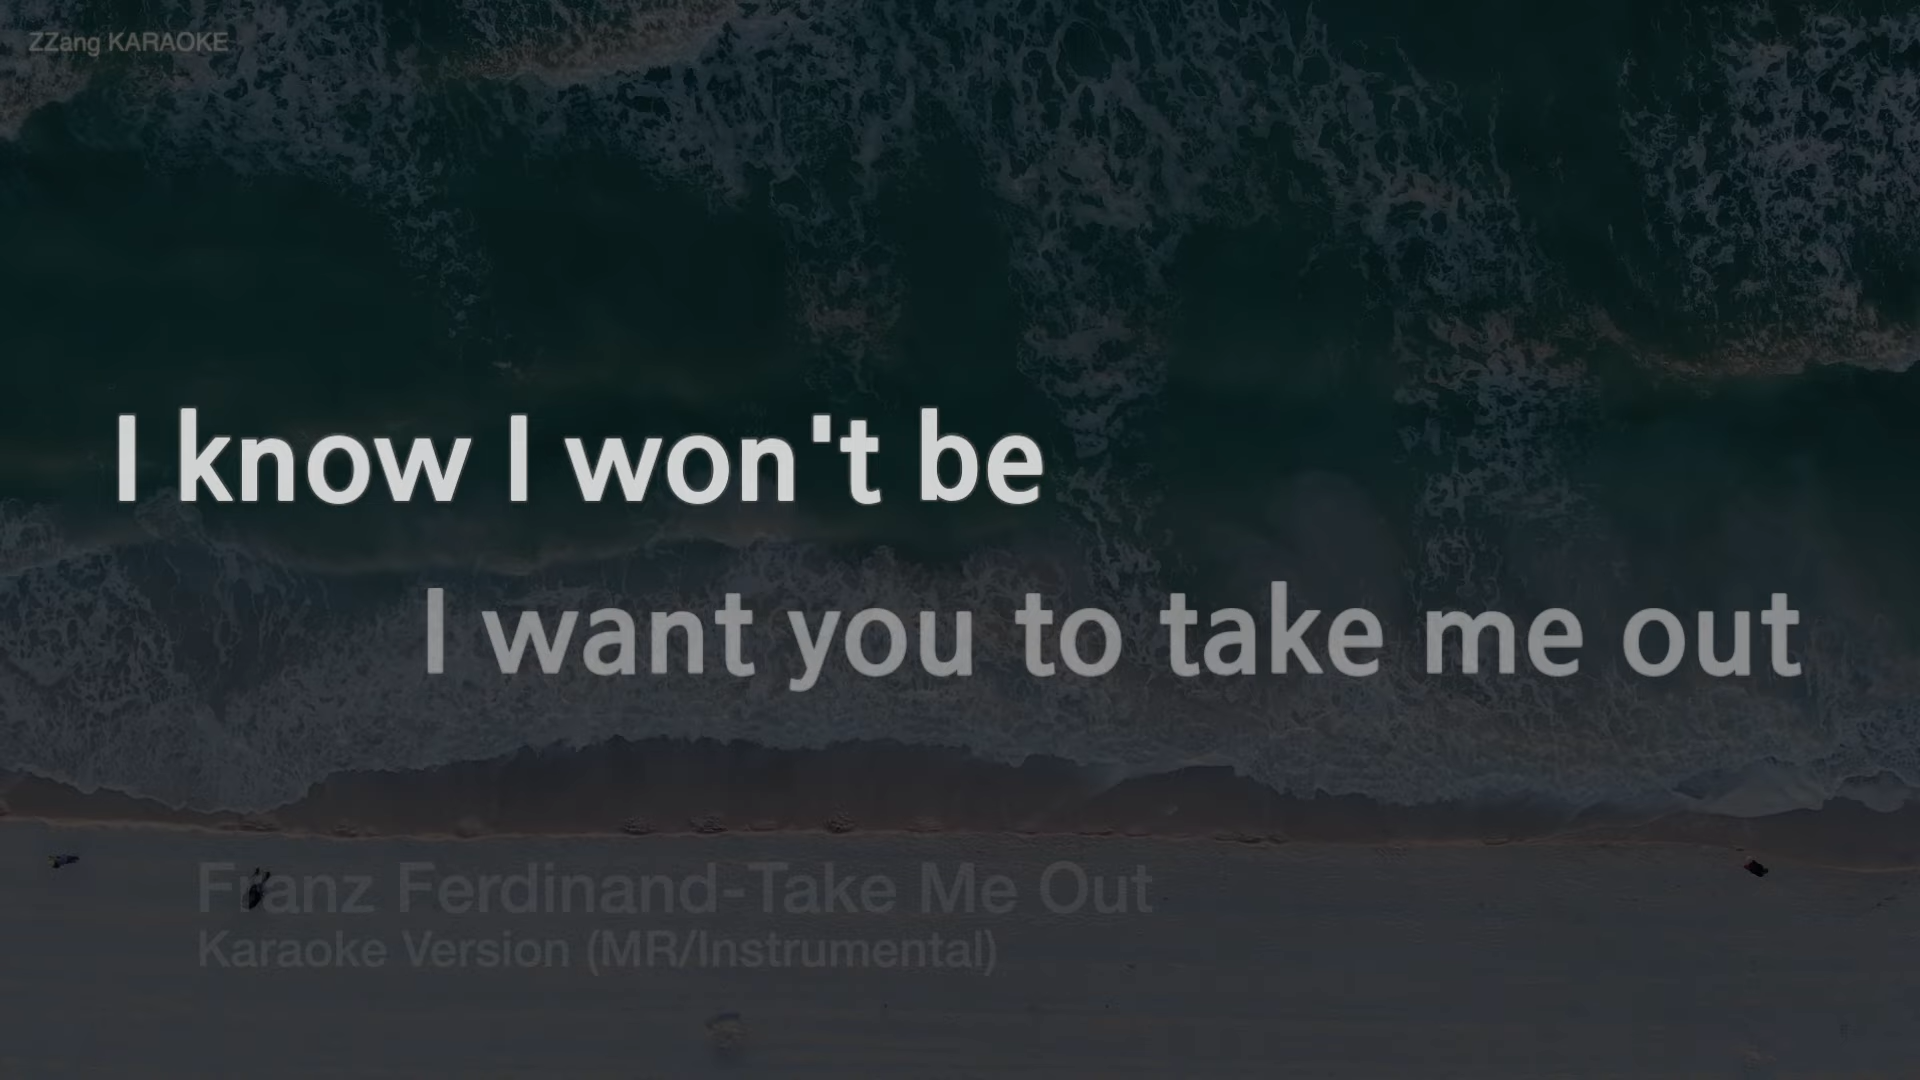 ZZang KARAOKE
I know I won't be
I want you to take me out
Franz Ferdinand-Take Me Out
Karaoke Version (MR/Instrumental)